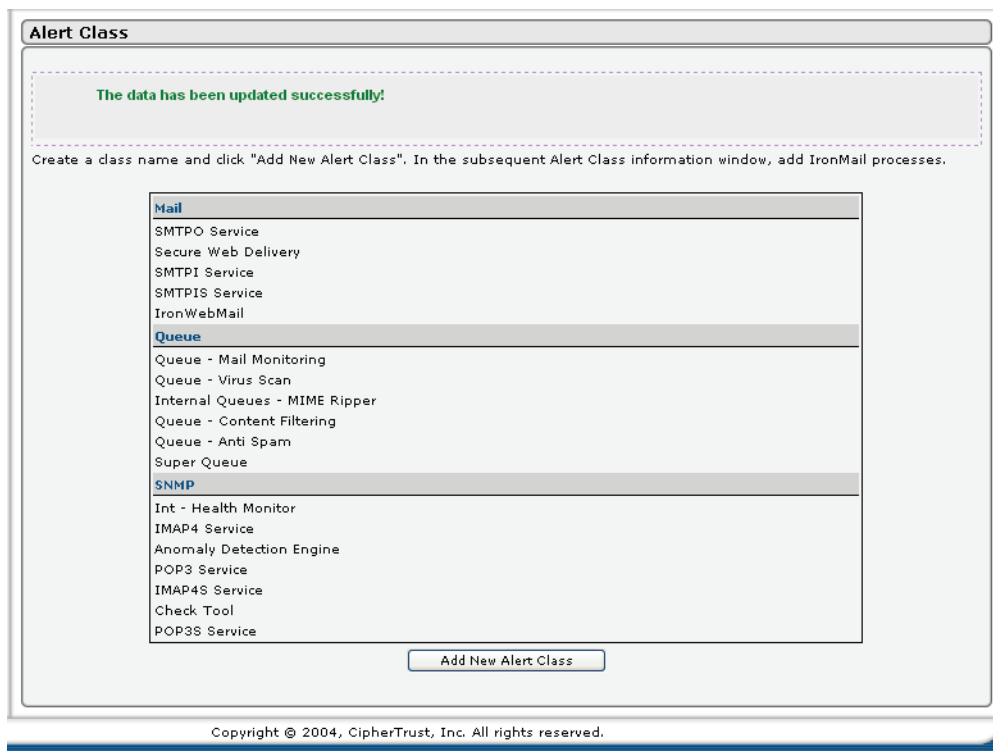 Alert Class
The data has been updated successfully!
Create a class name and click "Add New Alert Class". In the subsequent Alert Class information window, add IronMail processes.
Mail
SMTPO Service
Secure Web Delivery
SMTPI Service
SMTPIS Service
IronWebMail
Queue
Queue - Mail Monitoring
Queue - Virus Scan
Internal Queues - MIME Ripper
Queue - Content Filtering
Queue - Anti Spam
Super Queue
SNMP
Int - Health Monitor
IMAP4 Service
Anomaly Detection Engine
POP3 Service
IMAP4S Service
Check Tool
POP3S Service
Add New Alert Class
Copyright © 2004, CipherTrust, Inc. All rights reserved.